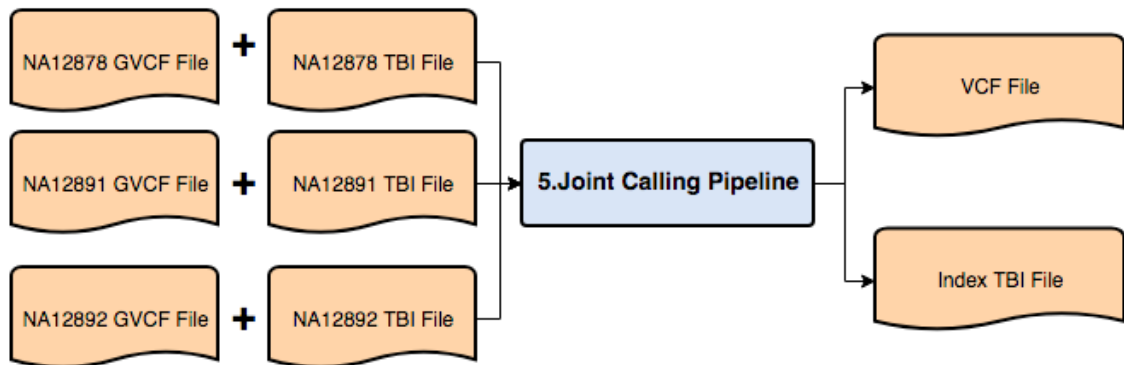 NA12878 GVCF File + NA12878 TBI File
NA12891 GVCF File + NA12891 TBI File
NA12892 GVCF File + NA12892 TBI File
5.Joint Calling Pipeline
VCF File
Index TBI File